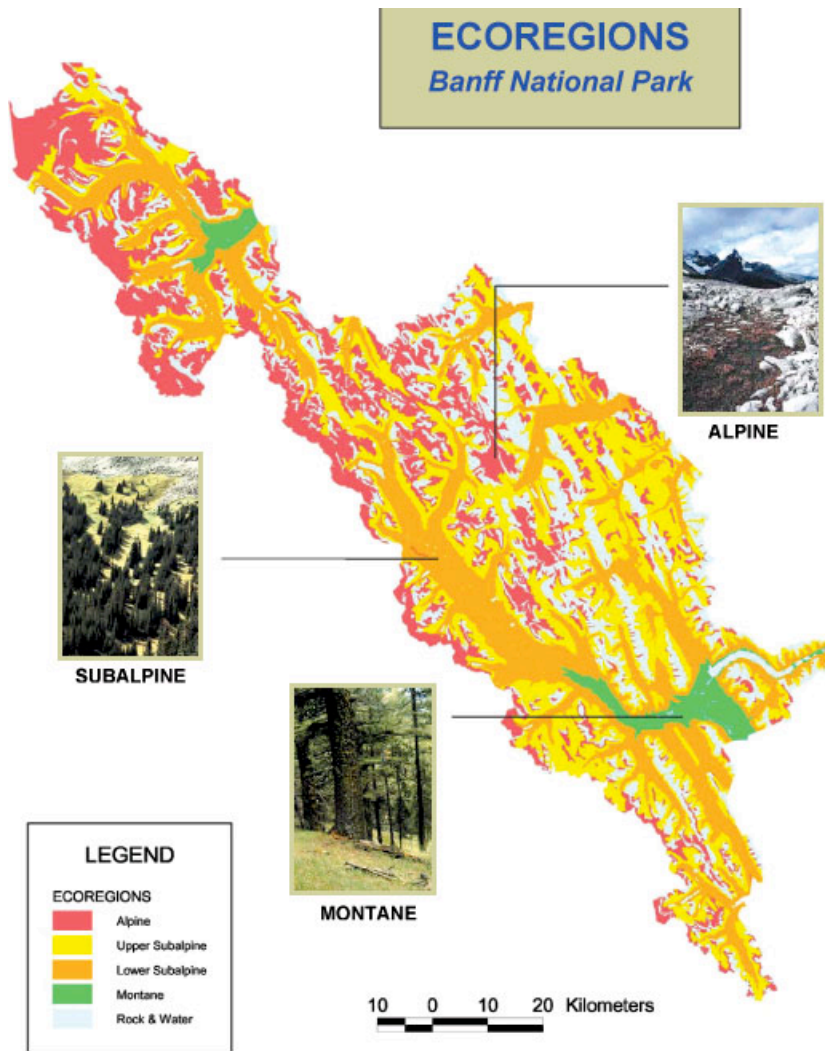 ECOREGIONS
Banff National Park
ALPINE
SUBALPINE
MONTANE
LEGEND
ECOREGIONS
Alpine
Upper Subalpine
Lower Subalpine
Montane
Rock & Water
10 0 10 20 Kilometers